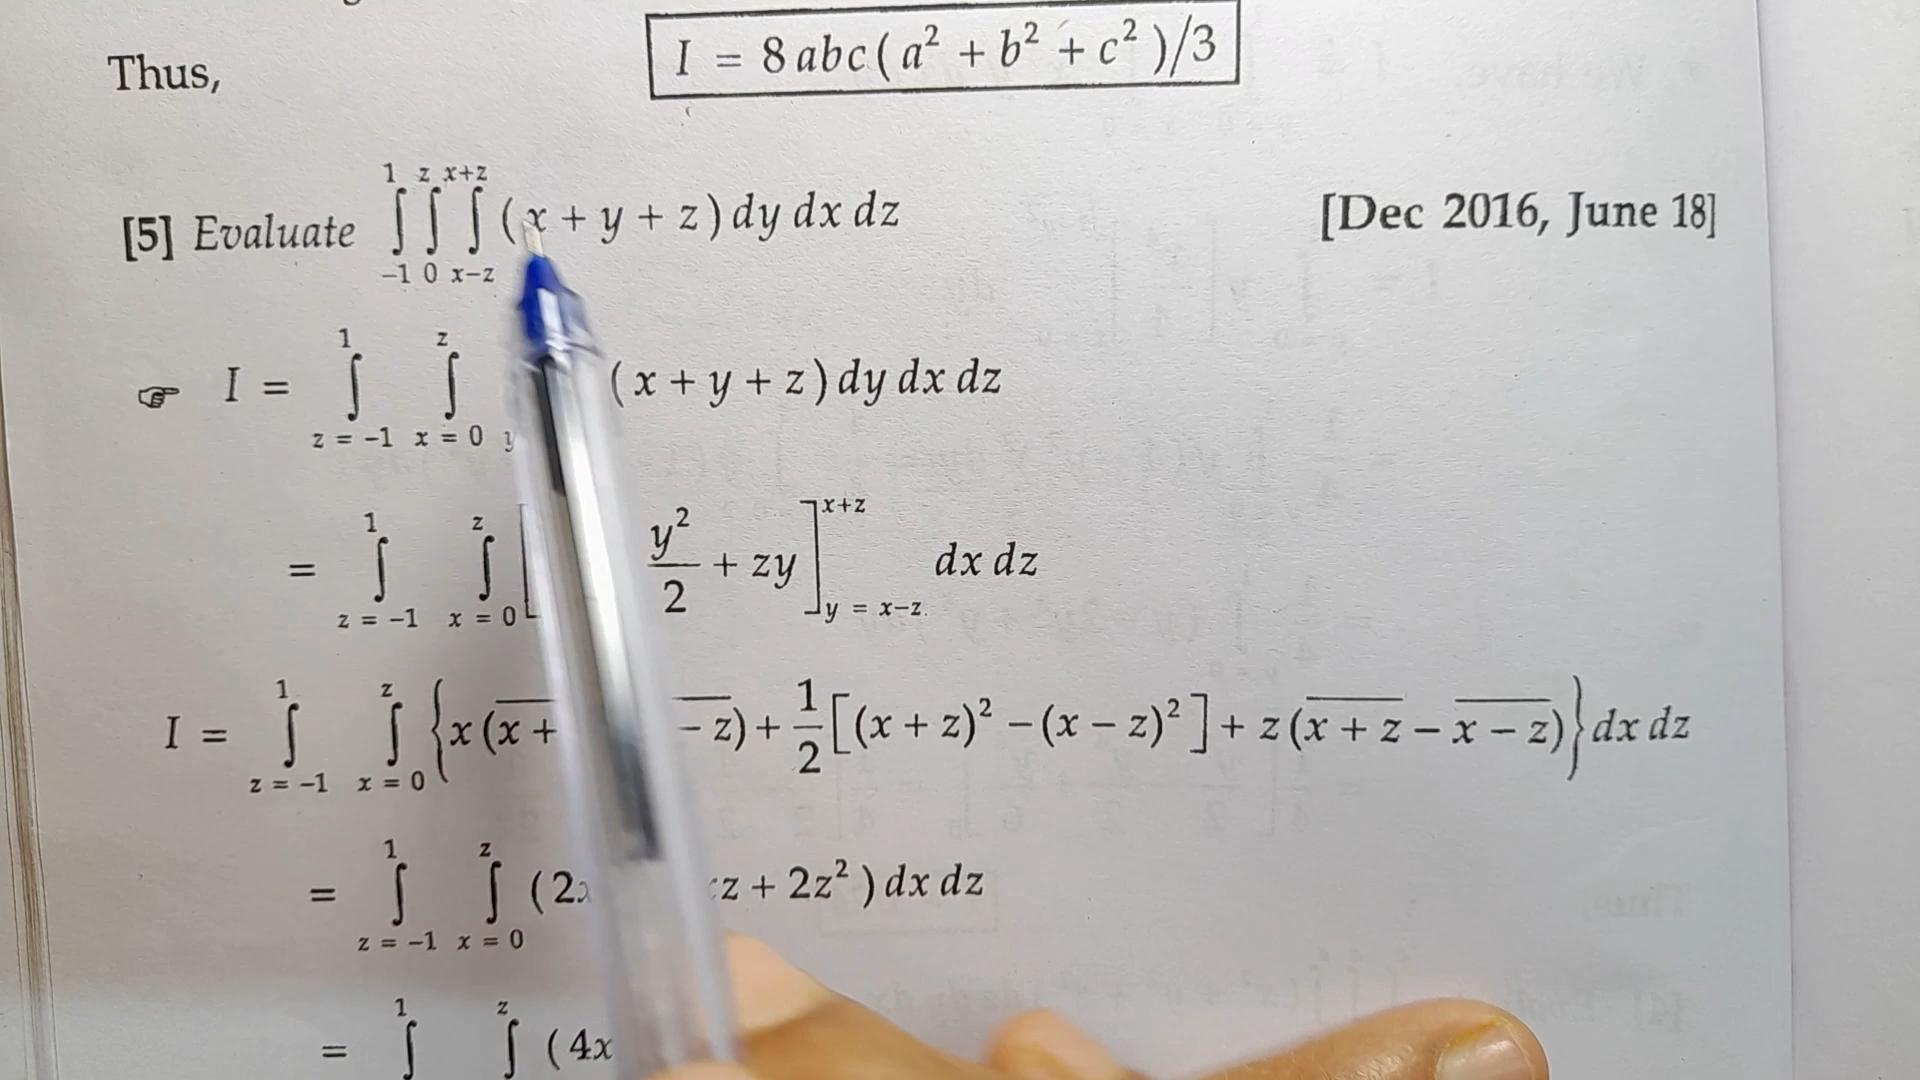 Thus, I = 8abc(a² + b² + c²)/3
[5] Evaluate ∫_{-1}^{1} ∫_{0}^{z} ∫_{x-z}^{x+z} (x + y + z) dy dx dz [Dec 2016, June 18]
☞ I = ∫_{z = -1}^{1} ∫_{x = 0}^{z} y (x + y + z) dy dx dz
= ∫_{z = -1}^{1} ∫_{x = 0}^{z} [ y²/2 + zy ]_{y = x-z}^{x+z} dx dz
I = ∫_{z = -1}^{1} ∫_{x = 0}^{z} { x (x + - z) + 1/2 [(x + z)² - (x - z)²] + z (x + z - x - z) } dx dz
= ∫_{z = -1}^{1} ∫_{x = 0}^{z} (2 z + 2z²) dx dz
= ∫^{1} ∫^{z} (4x